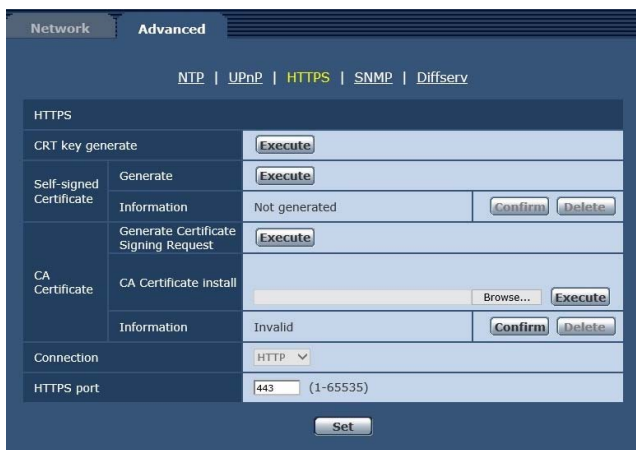 Network Advanced
NTP | UPnP | HTTPS | SNMP | Diffserv
HTTPS
CRT key generate Execute
Self-signed Certificate
Generate Execute
Information Not generated Confirm Delete
CA Certificate
Generate Certificate Signing Request Execute
CA Certificate install Browse... Execute
Information Invalid Confirm Delete
Connection HTTP
HTTPS port 443 (1-65535)
Set